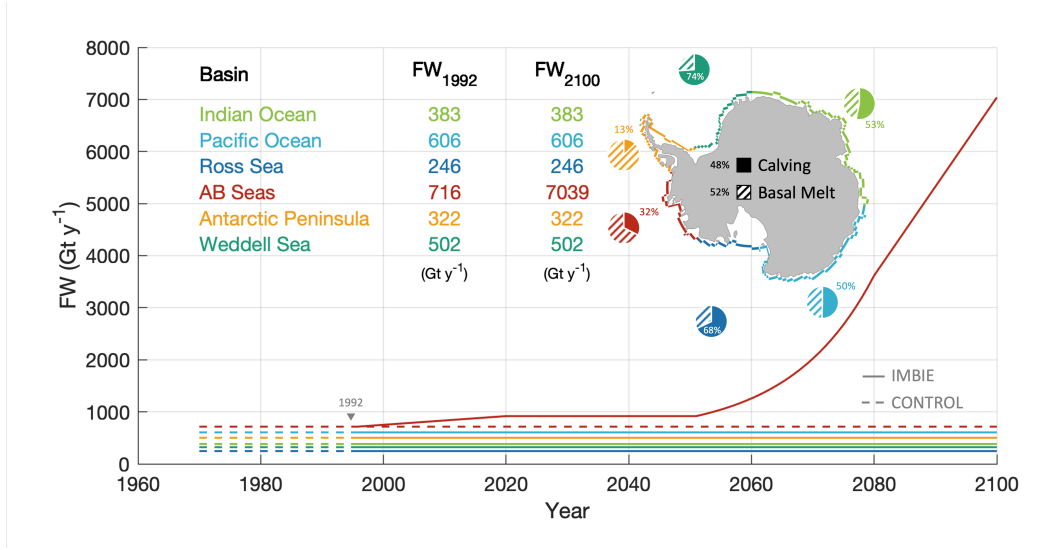 8000
7000
6000
5000
4000
3000
2000
1000
0
FW (Gt y⁻¹)
Basin FW₁₉₉₂ FW₂₁₀₀
Indian Ocean 383 383
Pacific Ocean 606 606
Ross Sea 246 246
AB Seas 716 7039
Antarctic Peninsula 322 322
Weddell Sea 502 502
(Gt y⁻¹) (Gt y⁻¹)
74%
53%
13%
48% Calving
52% Basal Melt
32%
50%
68%
IMBIE
CONTROL
1992
1960 1980 2000 2020 2040 2060 2080 2100
Year